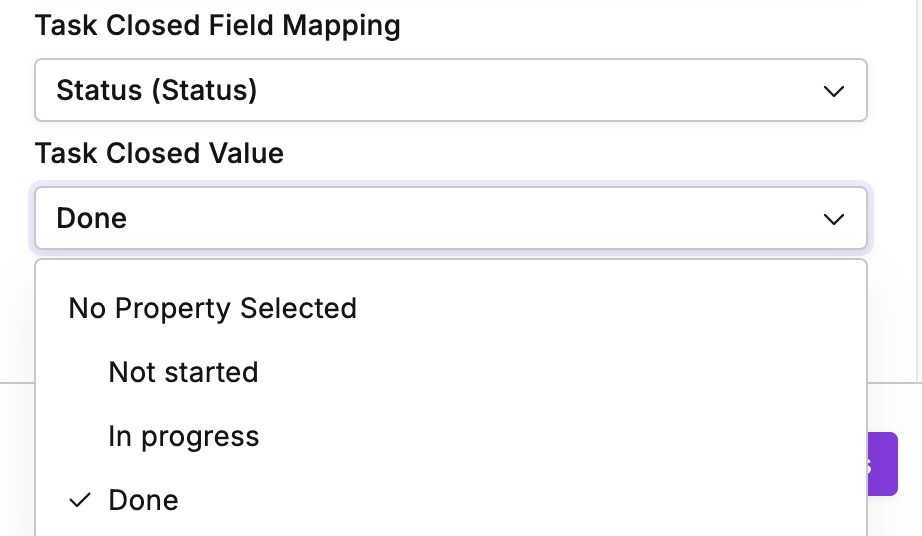 Task Closed Field Mapping
Status (Status)
Task Closed Value
Done
No Property Selected
Not started
In progress
Done